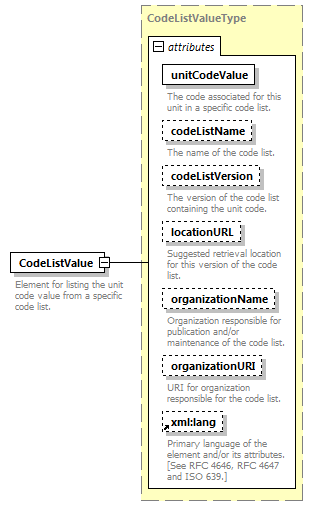 CodeListValueType
attributes
unitCodeValue
The code associated for this
unit in a specific code list.
codeListName
The name of the code list.
codeListVersion
The version of the code list
containing the unit code.
locationURL
Suggested retrieval location
for this version of the code
list.
CodeListValue
Element for listing the unit
code value from a specific
code list.
organizationName
Organization responsible for
publication and/or
maintenance of the code list.
organizationURI
URI for organization
responsible for the code list.
xml:lang
Primary language of the
element and/or its attributes.
[See RFC 4646, RFC 4647
and ISO 639.]